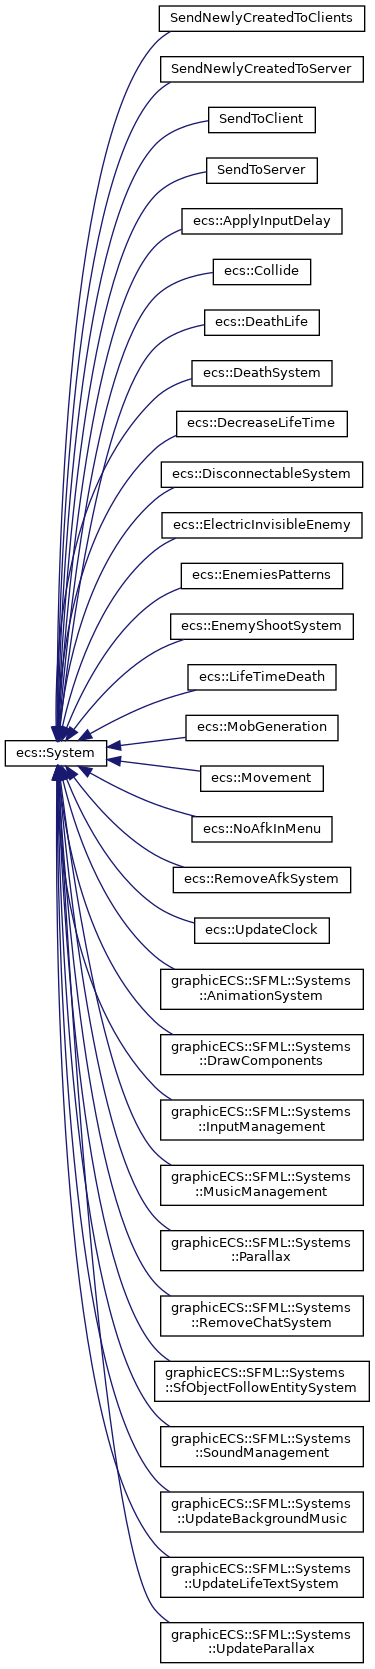 SendNewlyCreatedToClients
SendNewlyCreatedToServer
SendToClient
SendToServer
ecs::ApplyInputDelay
ecs::Collide
ecs::DeathLife
ecs::DeathSystem
ecs::DecreaseLifeTime
ecs::DisconnectableSystem
ecs::ElectricInvisibleEnemy
ecs::EnemiesPatterns
ecs::EnemyShootSystem
ecs::LifeTimeDeath
ecs::MobGeneration
ecs::System
ecs::Movement
ecs::NoAfkInMenu
ecs::RemoveAfkSystem
ecs::UpdateClock
graphicECS::SFML::Systems
::AnimationSystem
graphicECS::SFML::Systems
::DrawComponents
graphicECS::SFML::Systems
::InputManagement
graphicECS::SFML::Systems
::MusicManagement
graphicECS::SFML::Systems
::Parallax
graphicECS::SFML::Systems
::RemoveChatSystem
graphicECS::SFML::Systems
::SfObjectFollowEntitySystem
graphicECS::SFML::Systems
::SoundManagement
graphicECS::SFML::Systems
::UpdateBackgroundMusic
graphicECS::SFML::Systems
::UpdateLifeTextSystem
graphicECS::SFML::Systems
::UpdateParallax